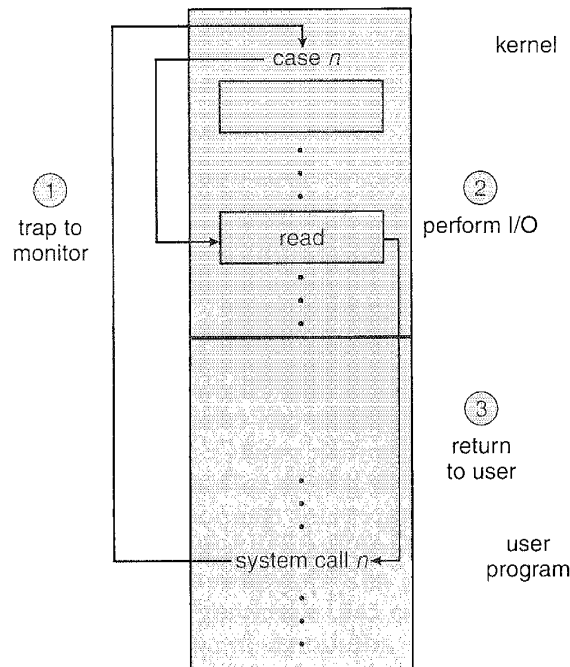 kernel
case n
1
trap to
monitor
2
perform I/O
read
3
return
to user
system call n
user
program